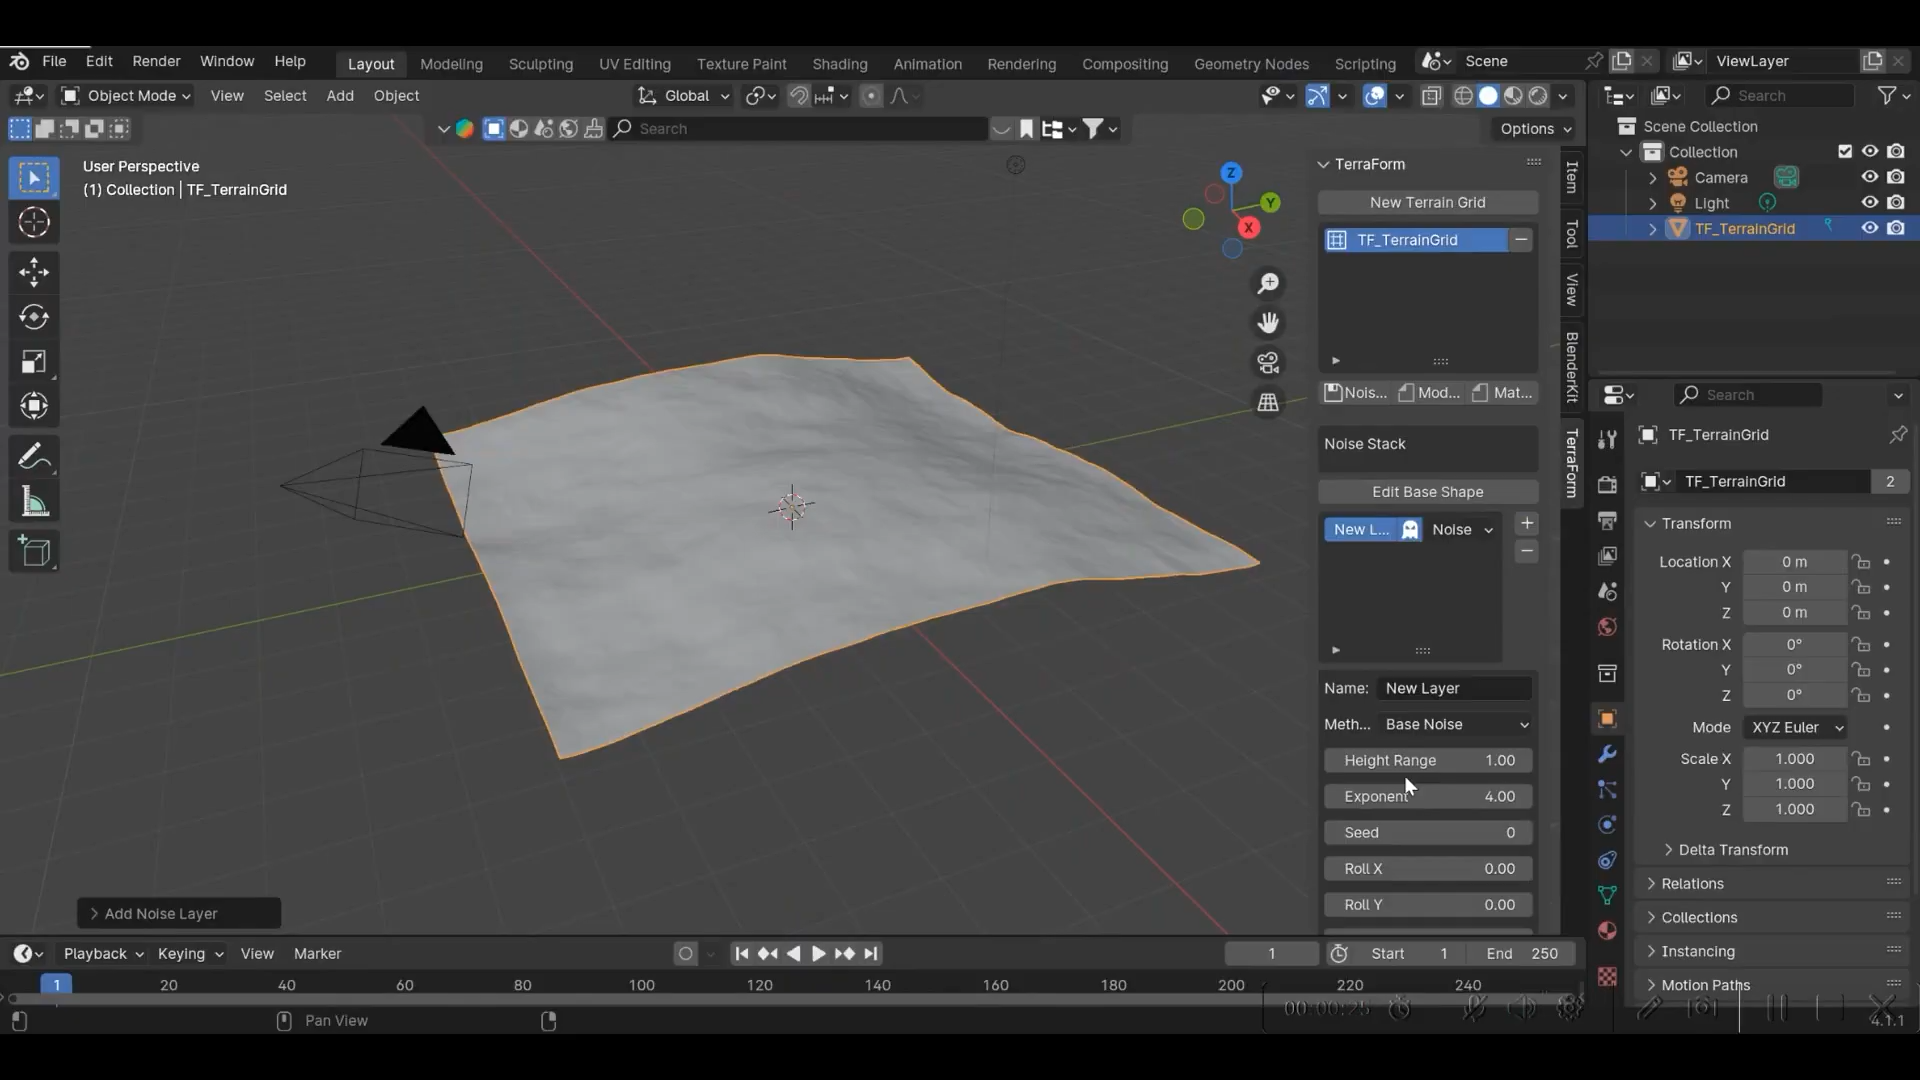 File Edit Render Window Help Layout Modeling Sculpting UV Editing Texture Paint Shading Animation Rendering Compositing Geometry Nodes Scripting Scene ViewLayer
Object Mode View Select Add Object Global Search
Search Options
User Perspective
(1) Collection | TF_TerrainGrid
Z
Y
X
TerraForm
New Terrain Grid
TF_TerrainGrid
Nois... Mod... Mat...
Noise Stack
Edit Base Shape
New L... Noise
Name: New Layer
Meth... Base Noise
Height Range 1.00
Exponent 4.00
Seed 0
Roll X 0.00
Roll Y 0.00
Item
Tool
View
BlenderKit
TerraForm
Scene Collection
Collection
Camera
Light
TF_TerrainGrid
Search
TF_TerrainGrid
TF_TerrainGrid 2
Transform
Location X 0 m
Y 0 m
Z 0 m
Rotation X 0°
Y 0°
Z 0°
Mode XYZ Euler
Scale X 1.000
Y 1.000
Z 1.000
Delta Transform
Relations
Collections
Instancing
Motion Paths
Add Noise Layer
Playback Keying View Marker 1 Start 1 End 250
1 20 40 60 80 100 120 140 160 180 200 220 240
00:00:25
Pan View
4.1.1